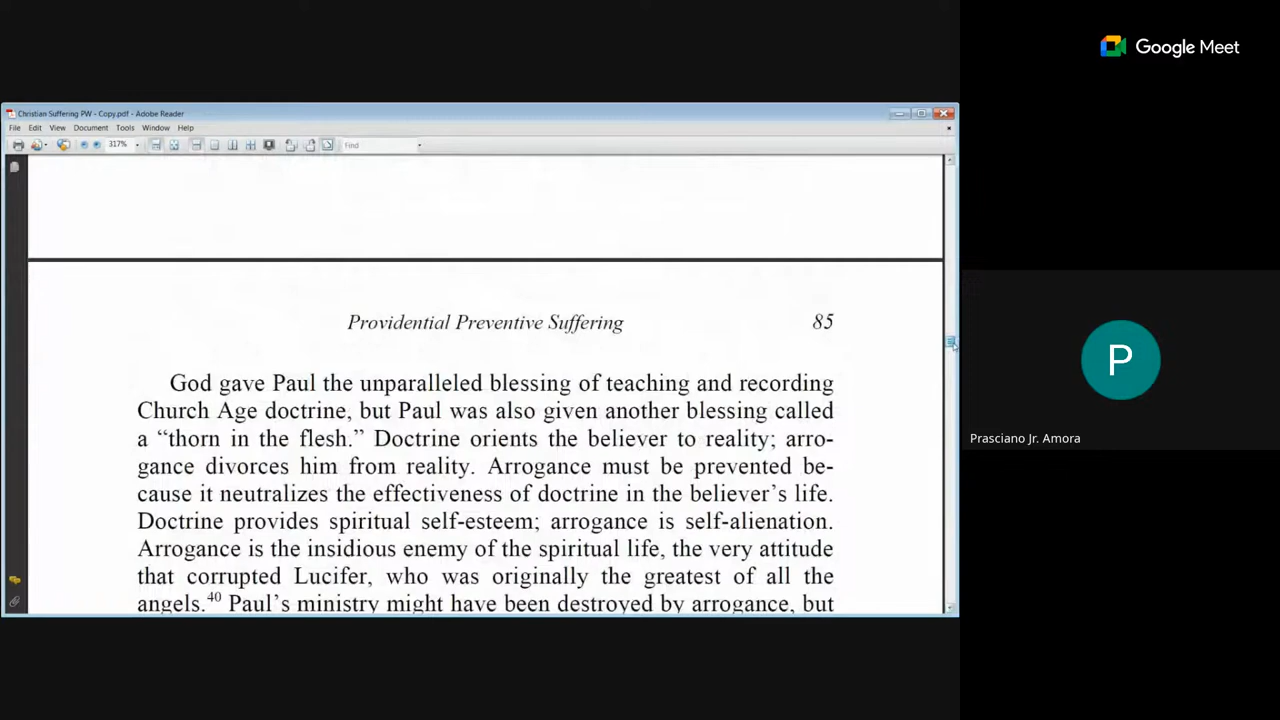 Google Meet
Christian Suffering PW - Copy.pdf - Adobe Reader
File Edit View Document Tools Window Help
317% Find
Providential Preventive Suffering 85
God gave Paul the unparalleled blessing of teaching and recording
Church Age doctrine, but Paul was also given another blessing called
a “thorn in the flesh.” Doctrine orients the believer to reality; arro-
gance divorces him from reality. Arrogance must be prevented be-
cause it neutralizes the effectiveness of doctrine in the believer’s life.
Doctrine provides spiritual self-esteem; arrogance is self-alienation.
Arrogance is the insidious enemy of the spiritual life, the very attitude
that corrupted Lucifer, who was originally the greatest of all the
angels.40 Paul’s ministry might have been destroyed by arrogance, but
P
Prasciano Jr. Amora